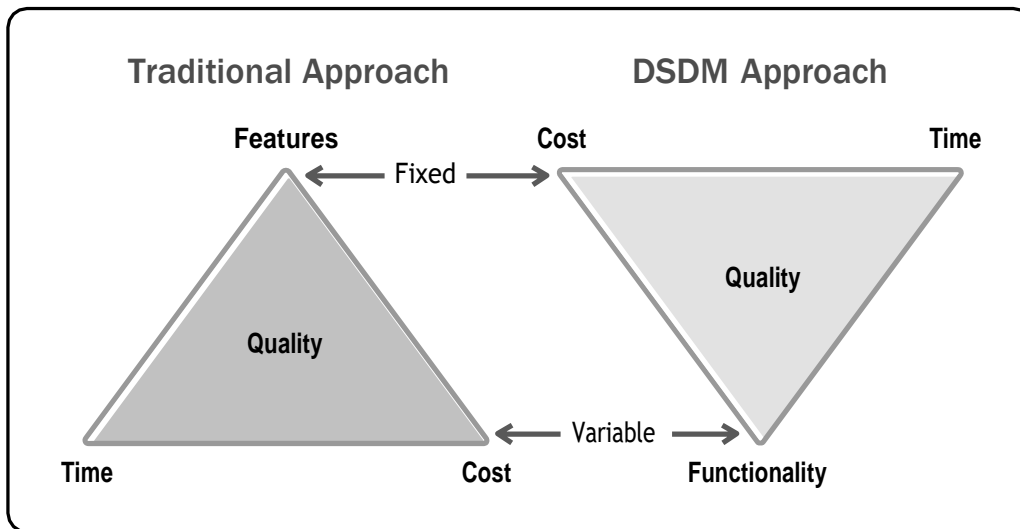 Traditional Approach
DSDM Approach
Features
Cost
Time
Fixed
Quality
Quality
Variable
Time
Cost
Functionality